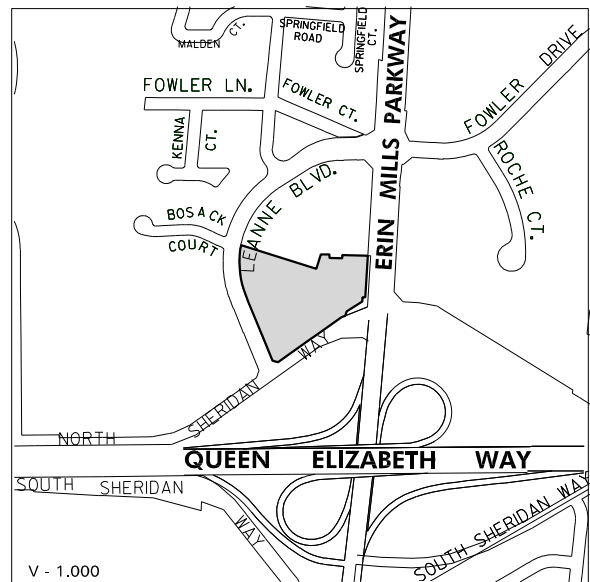 MALDEN CT.
SPRINGFIELD
ROAD
SPRINGFIELD
CT.
FOWLER LN.
FOWLER CT.
KENNA
CT.
ERIN MILLS PARKWAY
FOWLER DRIVE
ROCHE CT.
BOSACK
COURT
LEANNE BLVD.
NORTH SHERIDAN WAY
QUEEN ELIZABETH WAY
SOUTH SHERIDAN WAY
SOUTH SHERIDAN WAY
V - 1.000